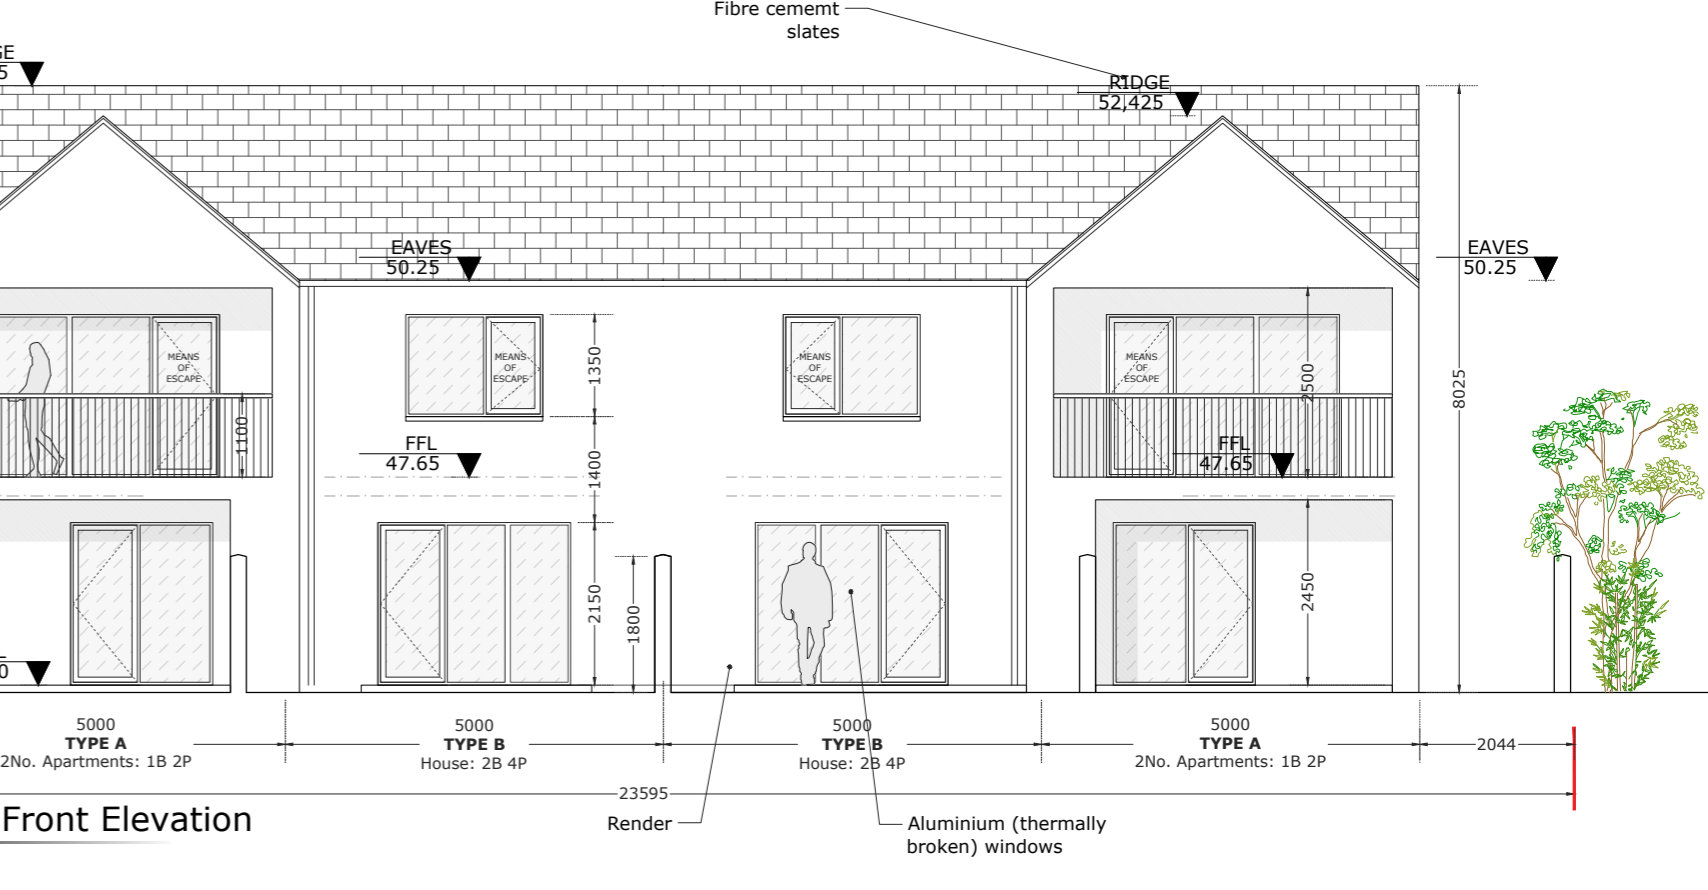 Fibre cememt
slates
GE
5
RIDGE
52,425
EAVES
50.25
EAVES
50.25
MEANS
OF
ESCAPE
MEANS
OF
ESCAPE
MEANS
OF
ESCAPE
MEANS
OF
ESCAPE
1350
2500
8025
1100
FFL
47.65
1400
FFL
47.65
2150
1800
2450
0
5000
TYPE A
2No. Apartments: 1B 2P
5000
TYPE B
House: 2B 4P
5000
TYPE B
House: 2B 4P
5000
TYPE A
2No. Apartments: 1B 2P
2044
23595
Front Elevation
Render
Aluminium (thermally
broken) windows